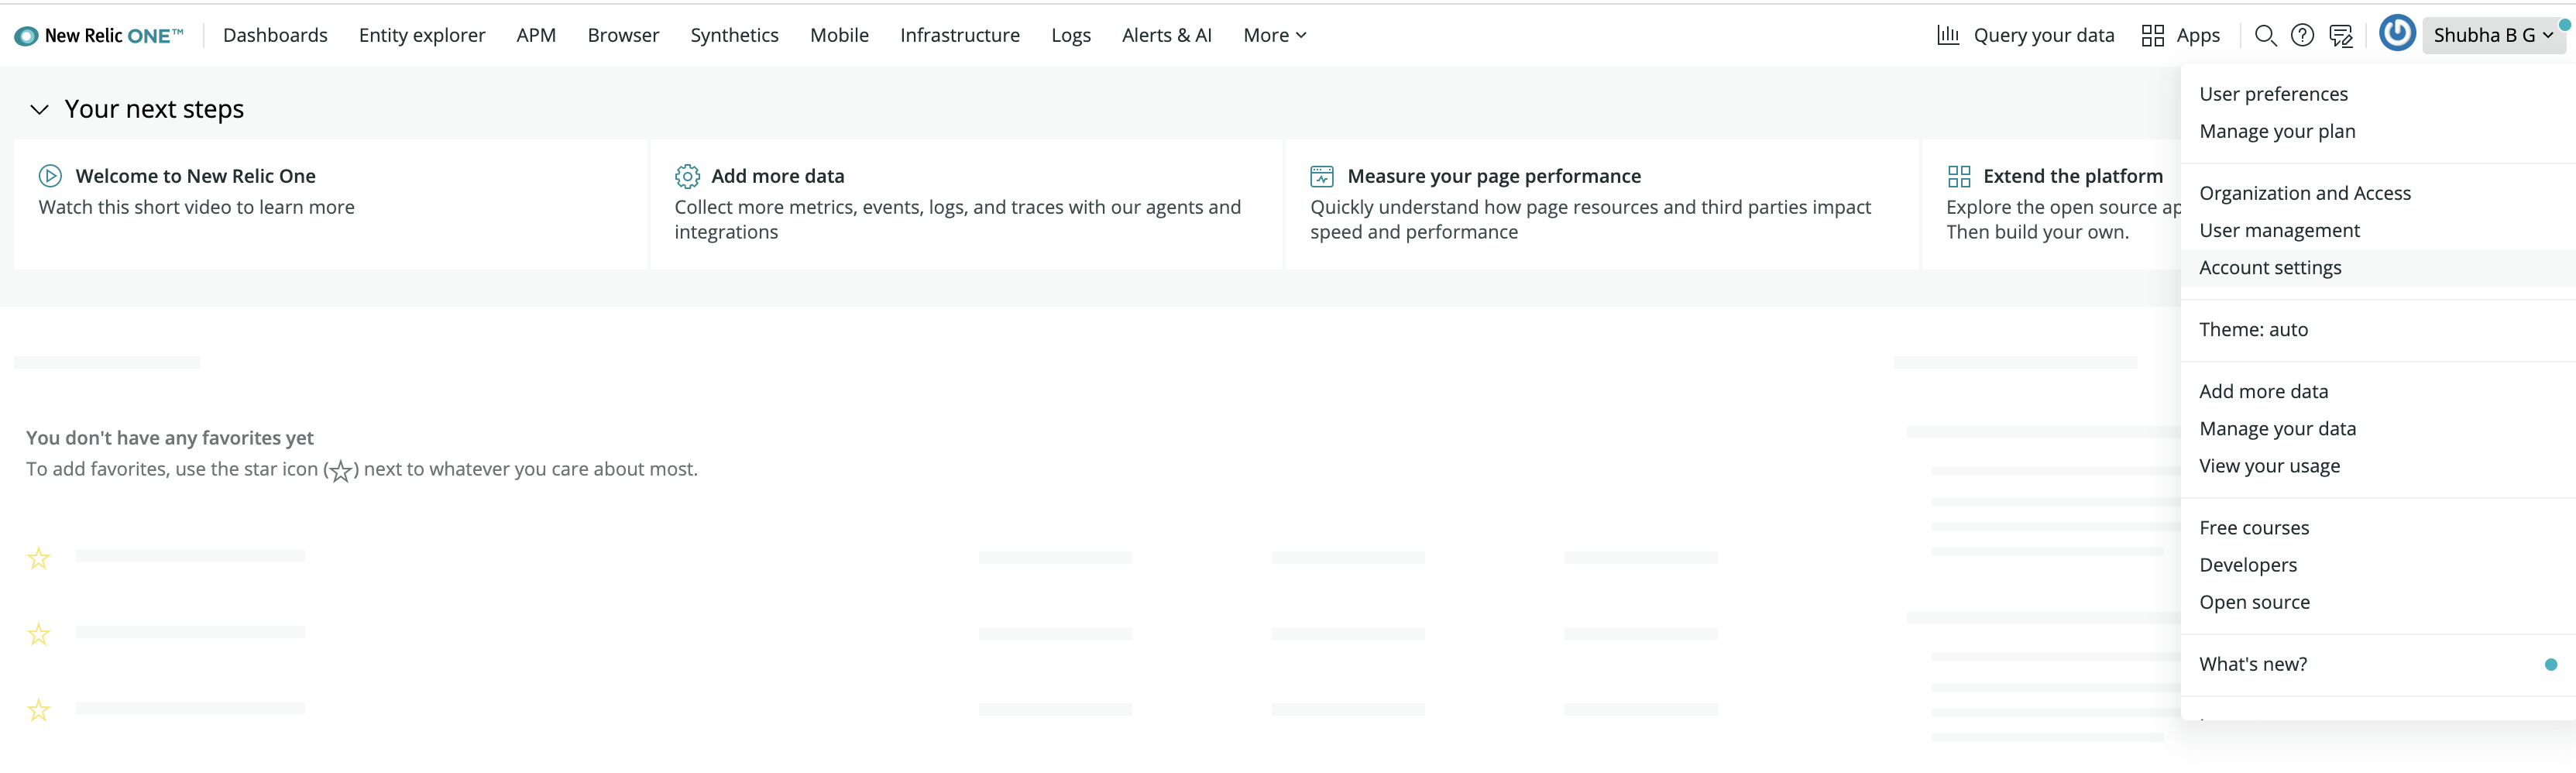 New Relic ONE™ Dashboards Entity explorer APM Browser Synthetics Mobile Infrastructure Logs Alerts & AI More Query your data Apps Shubha B G
Your next steps
Welcome to New Relic One
Watch this short video to learn more
Add more data
Collect more metrics, events, logs, and traces with our agents and
integrations
Measure your page performance
Quickly understand how page resources and third parties impact
speed and performance
Extend the platform
Explore the open source ap
Then build your own.
You don't have any favorites yet
To add favorites, use the star icon (☆) next to whatever you care about most.
User preferences
Manage your plan
Organization and Access
User management
Account settings
Theme: auto
Add more data
Manage your data
View your usage
Free courses
Developers
Open source
What's new?